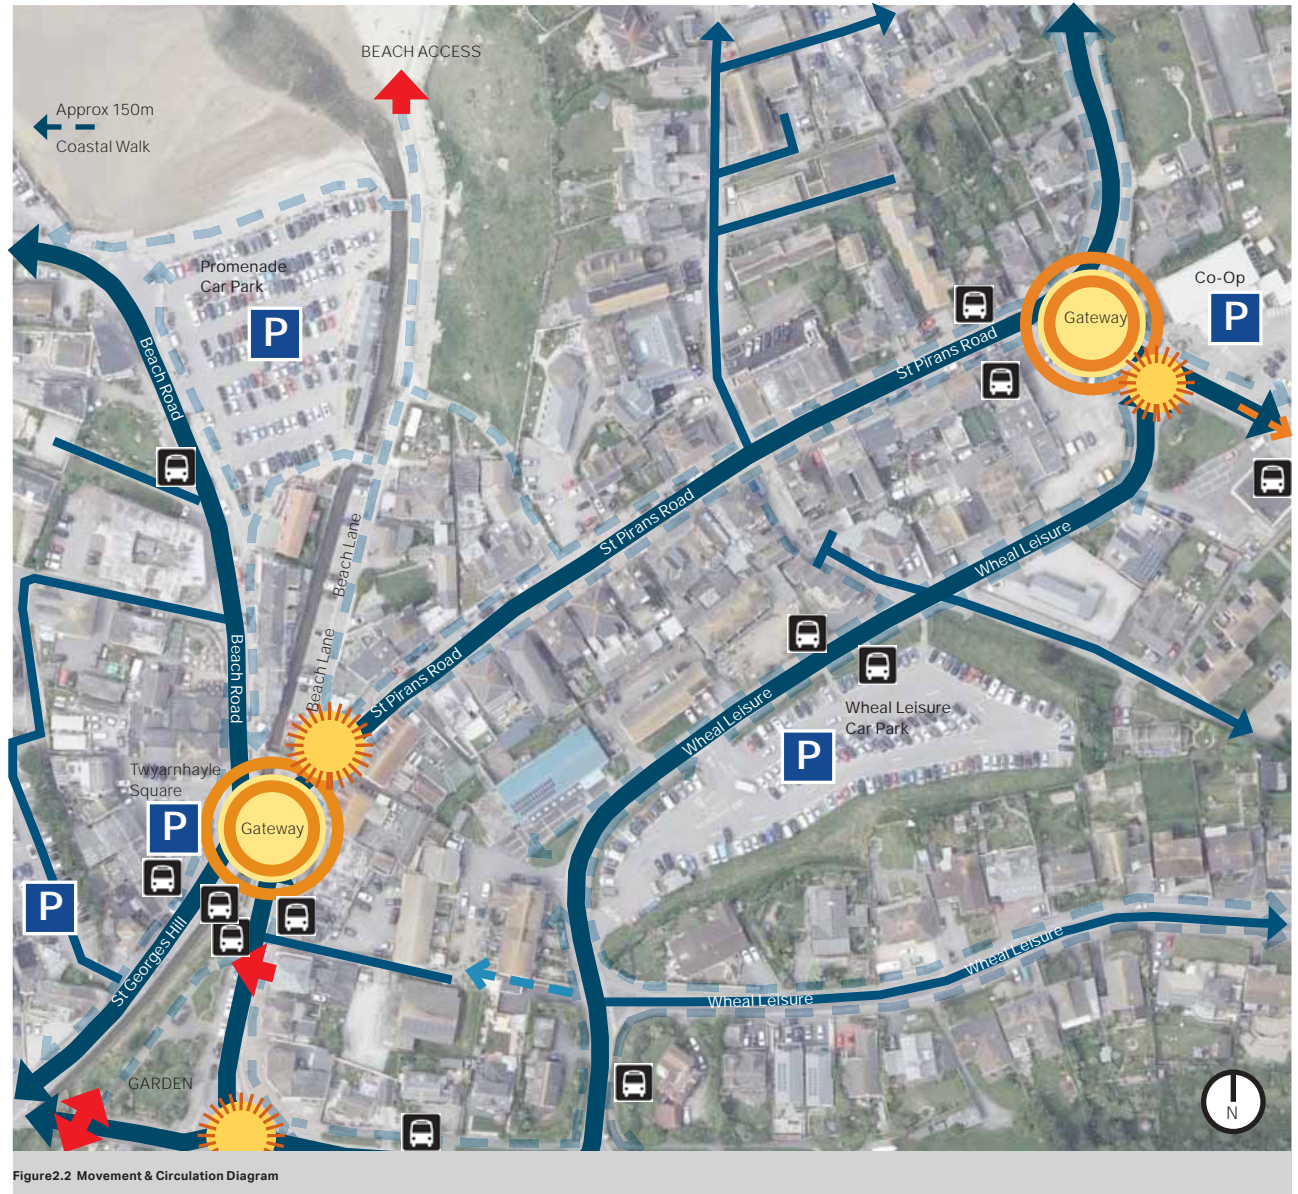 BEACH ACCESS
Approx 150m
Coastal Walk
Promenade
Car Park
P
Co-Op
P
Gateway
St Pirans Road
Beach Road
Beach Lane
St Pirans Road
Wheal Leisure
Beach Lane
Beach Road
St Pirans Road
Wheal Leisure
Wheal Leisure
Car Park
P
Twyarnhayle
Square
P
Gateway
P
St Georges Hill
Wheal Leisure
Wheal Leisure
GARDEN
N
Figure2.2 Movement & Circulation Diagram